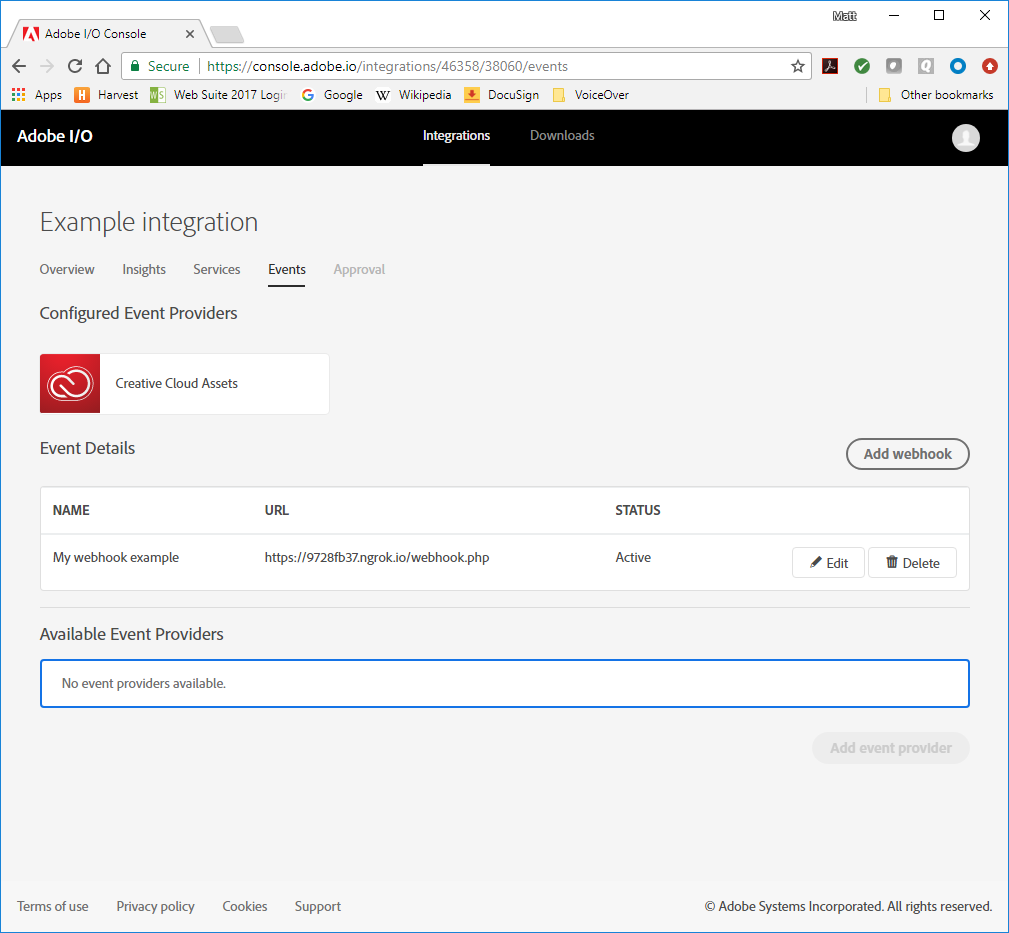 Matt
Adobe I/O Console
Secure https://console.adobe.io/integrations/46358/38060/events
Apps Harvest Web Suite 2017 Login Google Wikipedia DocuSign VoiceOver Other bookmarks
Adobe I/O Integrations Downloads
Example integration
Overview Insights Services Events Approval
Configured Event Providers
Creative Cloud Assets
Event Details
Add webhook
NAME URL STATUS
My webhook example https://9728fb37.ngrok.io/webhook.php Active Edit Delete
Available Event Providers
No event providers available.
Add event provider
Terms of use Privacy policy Cookies Support © Adobe Systems Incorporated. All rights reserved.